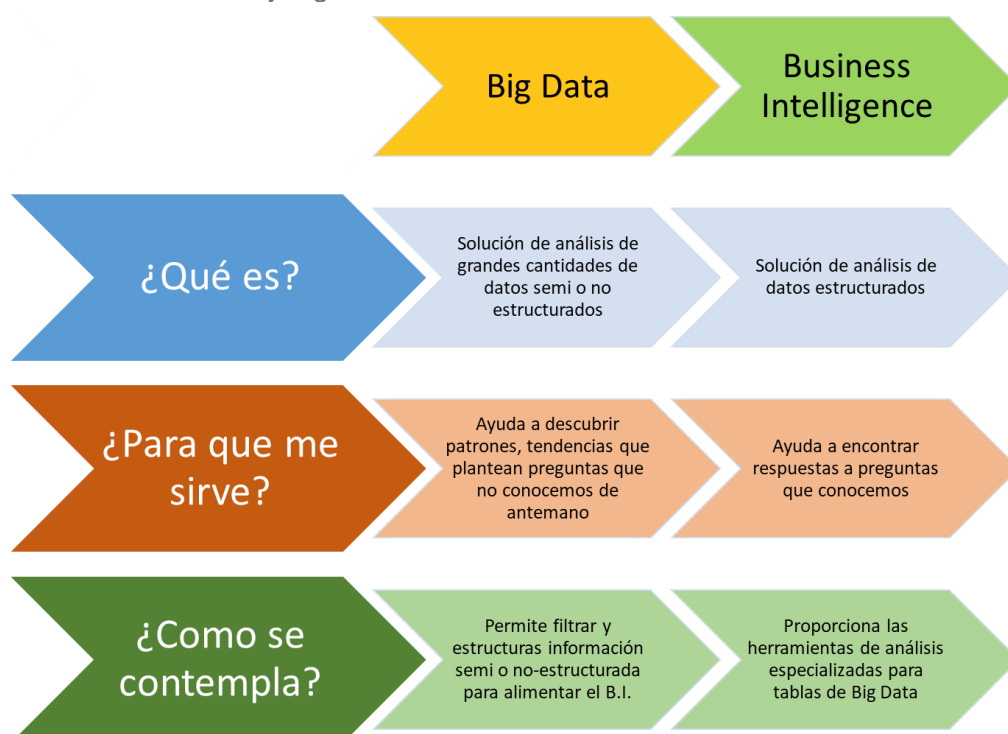 Big Data
Business
Intelligence
¿Qué es?
Solución de análisis de
grandes cantidades de
datos semi o no
estructurados
Solución de análisis de
datos estructurados
¿Para que me
sirve?
Ayuda a descubrir
patrones, tendencias que
plantean preguntas que
no conocemos de
antemano
Ayuda a encontrar
respuestas a preguntas
que conocemos
¿Como se
contempla?
Permite filtrar y
estructuras información
semi o no-estructurada
para alimentar el B.I.
Proporciona las
herramientas de análisis
especializadas para
tablas de Big Data